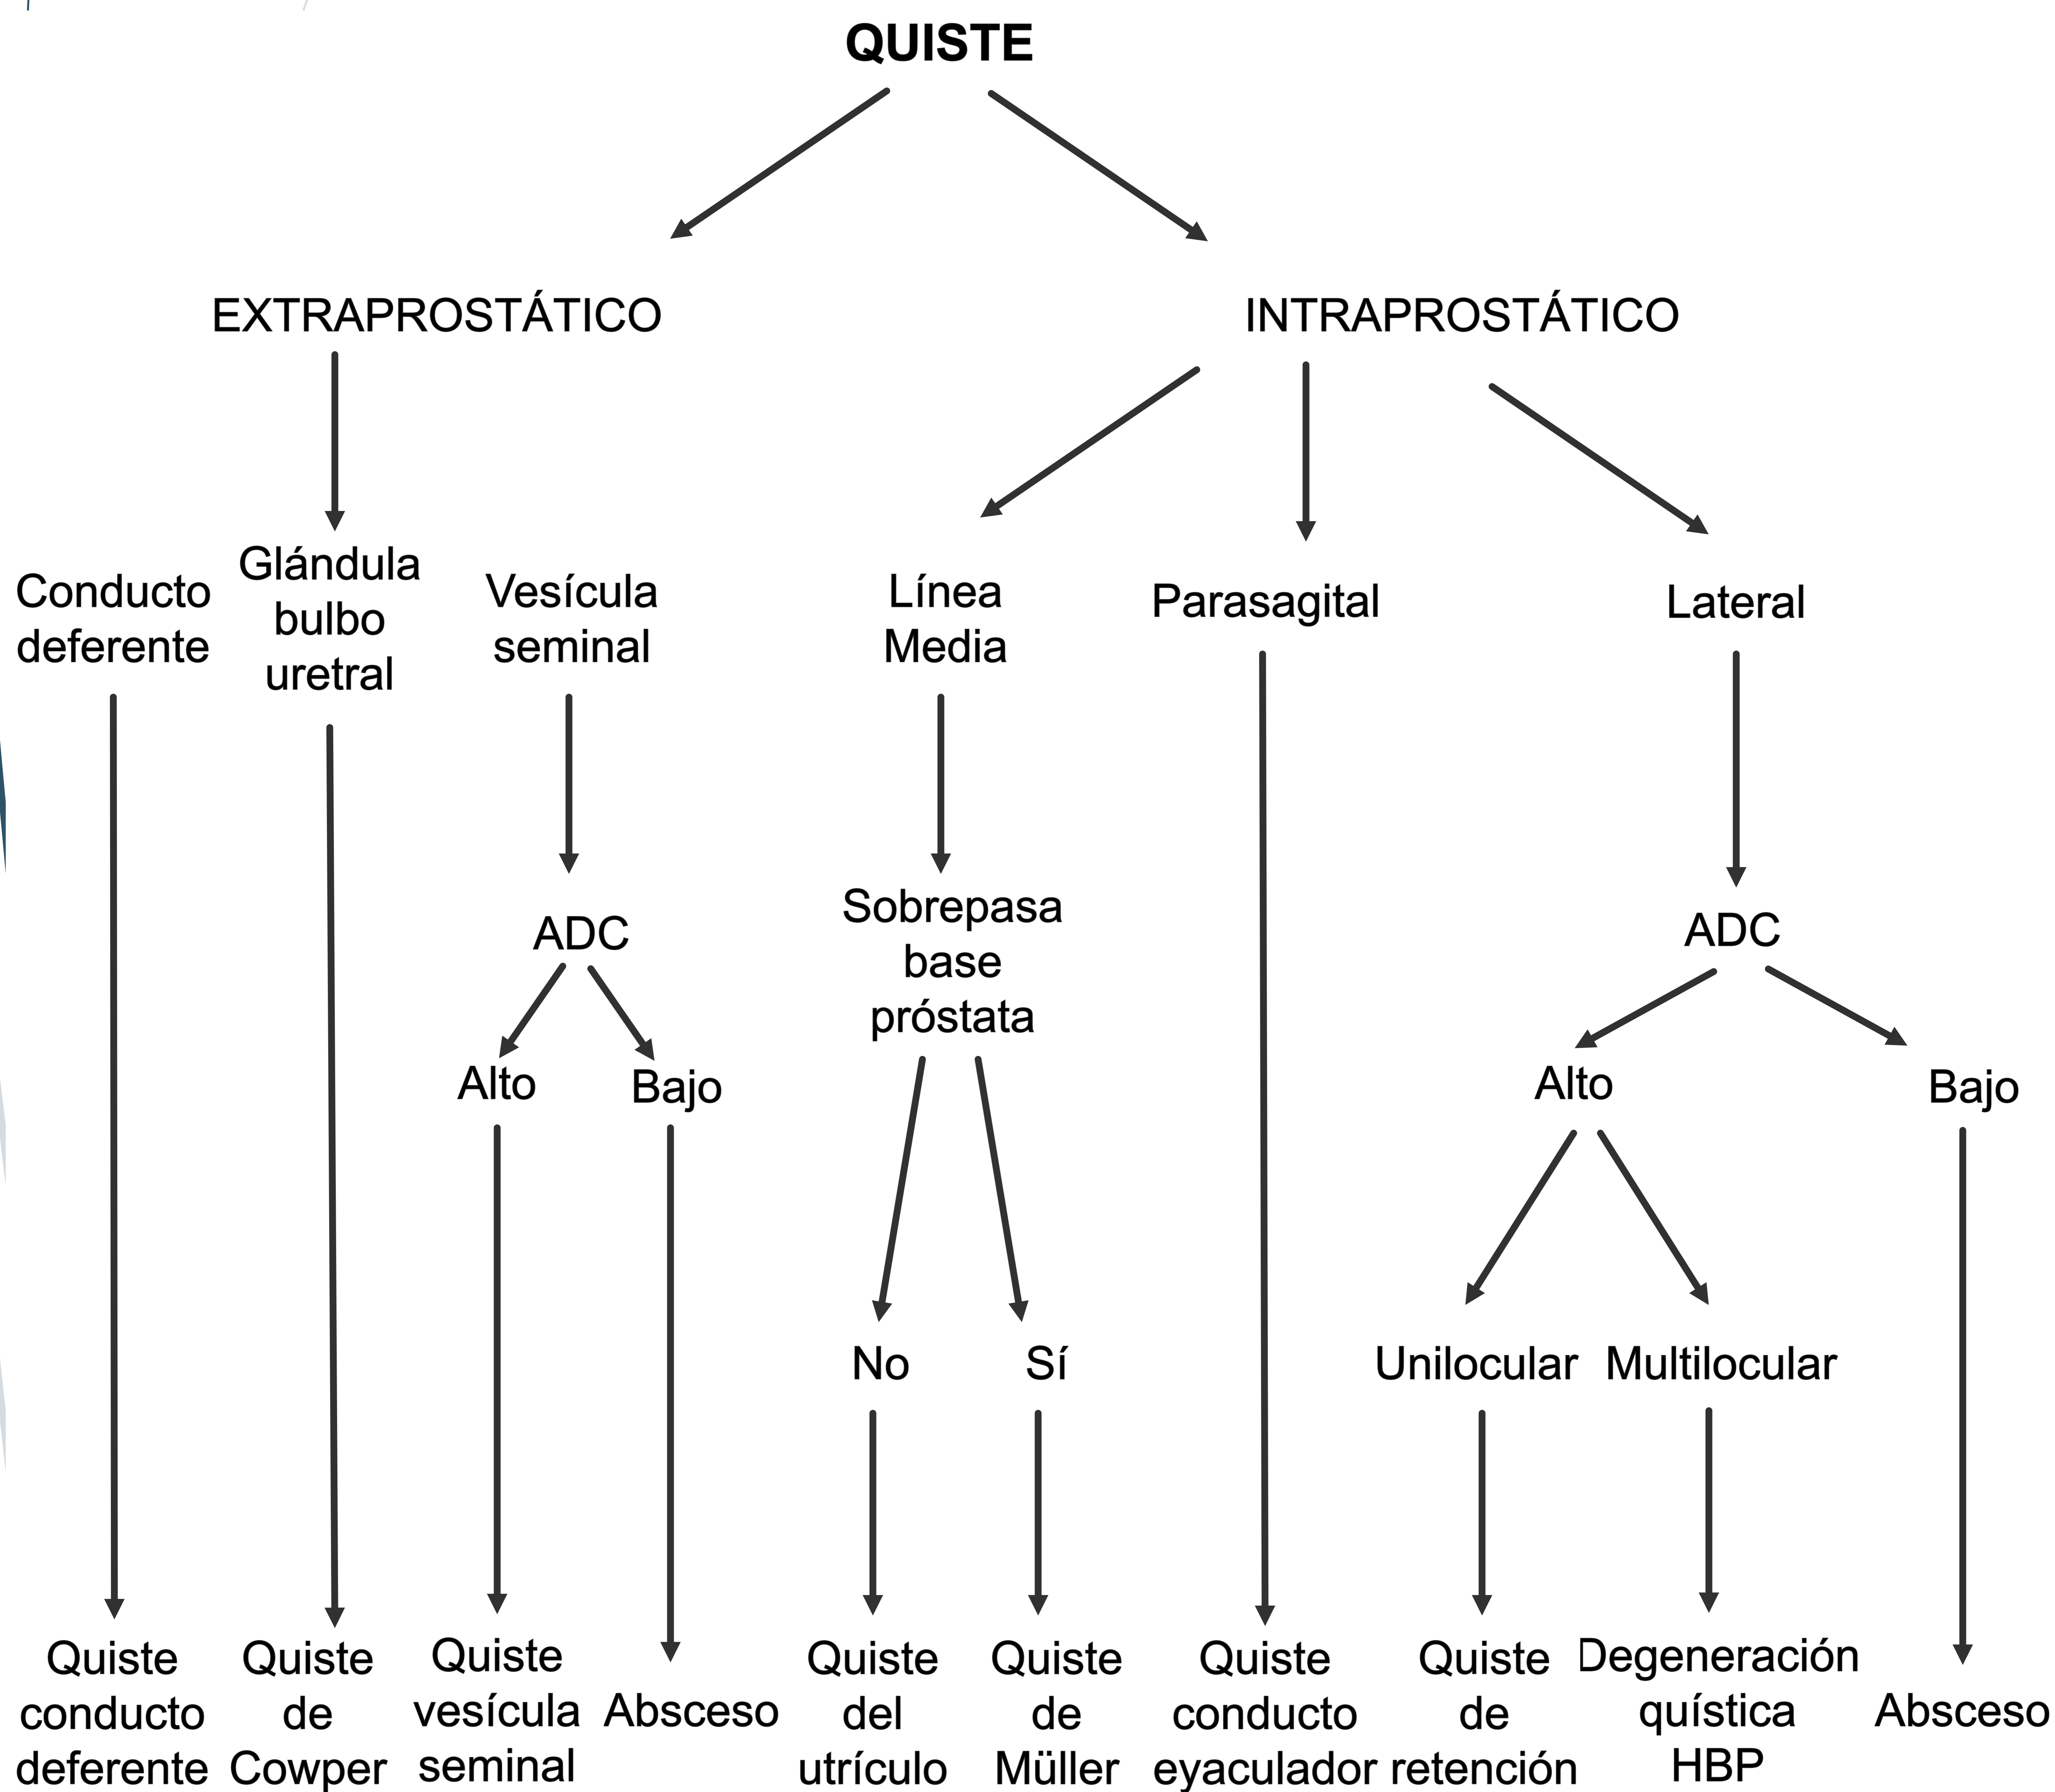 QUISTE
EXTRAPROSTÁTICO
INTRAPROSTÁTICO
Conducto
deferente
Glándula
bulbo
uretral
Vesícula
seminal
Línea
Media
Parasagital
Lateral
ADC
Sobrepasa
base
próstata
ADC
Alto
Bajo
Alto
Bajo
No
Sí
Unilocular
Multilocular
Quiste
conducto
deferente
Quiste
de
Cowper
Quiste
vesícula
seminal
Absceso
Quiste
del
utrículo
Quiste
de
Müller
Quiste
conducto
eyaculador
Quiste
de
retención
Degeneración
quística
HBP
Absceso